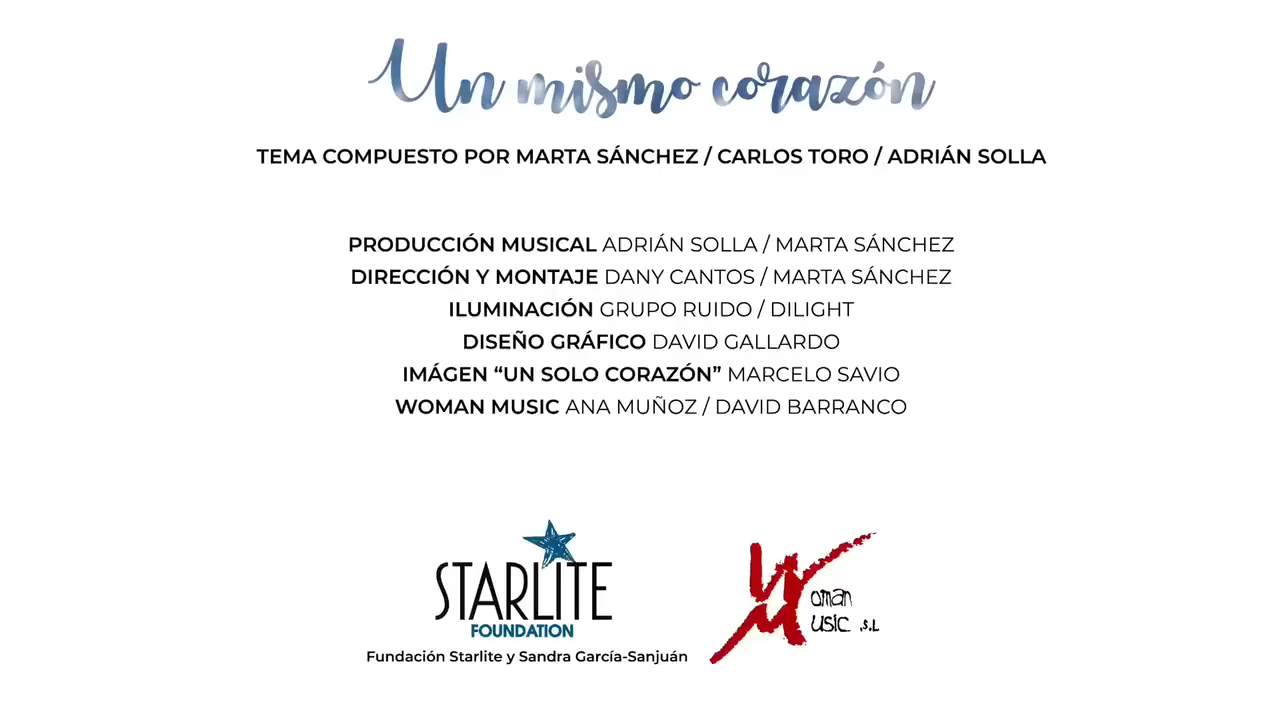 Un mismo corazón
TEMA COMPUESTO POR MARTA SÁNCHEZ / CARLOS TORO / ADRIÁN SOLLA
PRODUCCIÓN MUSICAL ADRIÁN SOLLA / MARTA SÁNCHEZ
DIRECCIÓN Y MONTAJE DANY CANTOS / MARTA SÁNCHEZ
ILUMINACIÓN GRUPO RUIDO / DILIGHT
DISEÑO GRÁFICO DAVID GALLARDO
IMÁGEN “UN SOLO CORAZÓN” MARCELO SAVIO
WOMAN MUSIC ANA MUÑOZ / DAVID BARRANCO
STARLITE
FOUNDATION
Fundación Starlite y Sandra García-Sanjuán
Woman
Music .S.L